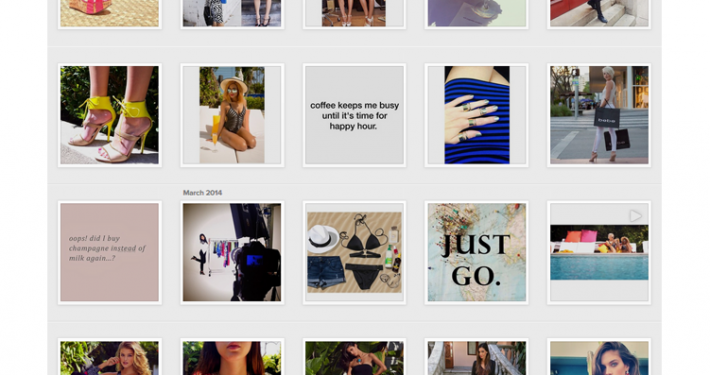 coffee keeps me busy
until it's time for
happy hour.
March 2014
oops! did I buy
champagne instead of
milk again...?
JUST
GO.